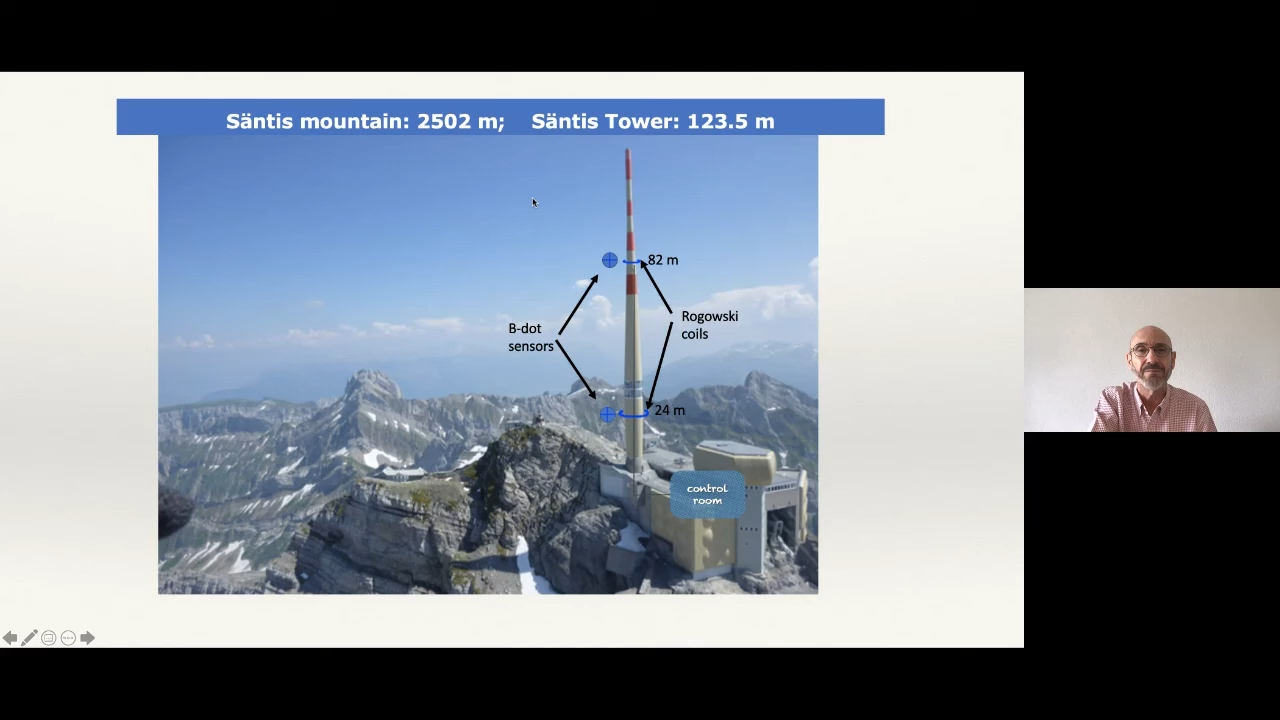 Säntis mountain: 2502 m; Säntis Tower: 123.5 m
82 m
B-dot
sensors
Rogowski
coils
24 m
control
room